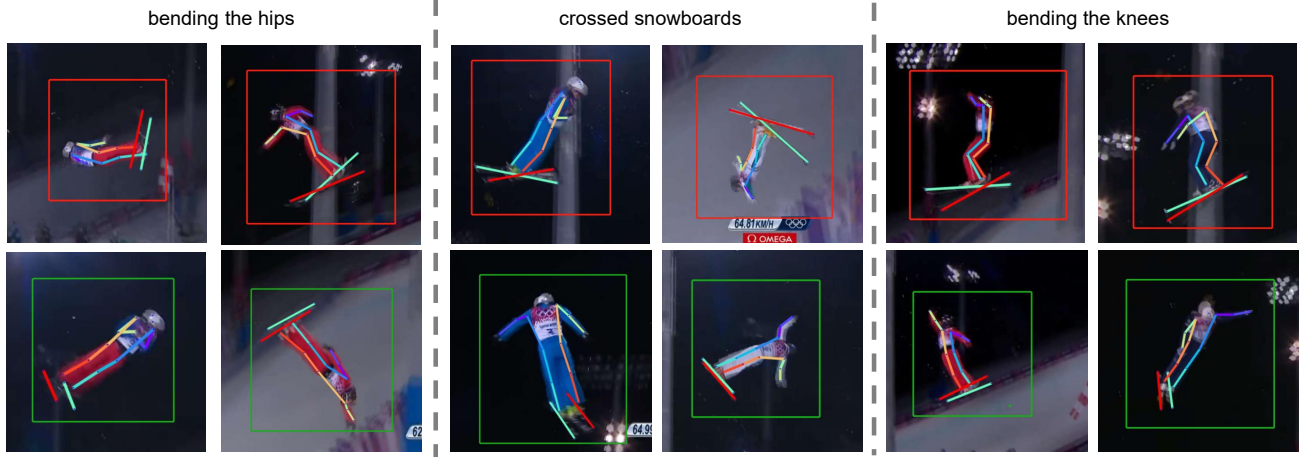 bending the hips
crossed snowboards
bending the knees
64.81KM/H
Ω OMEGA
62
64.99